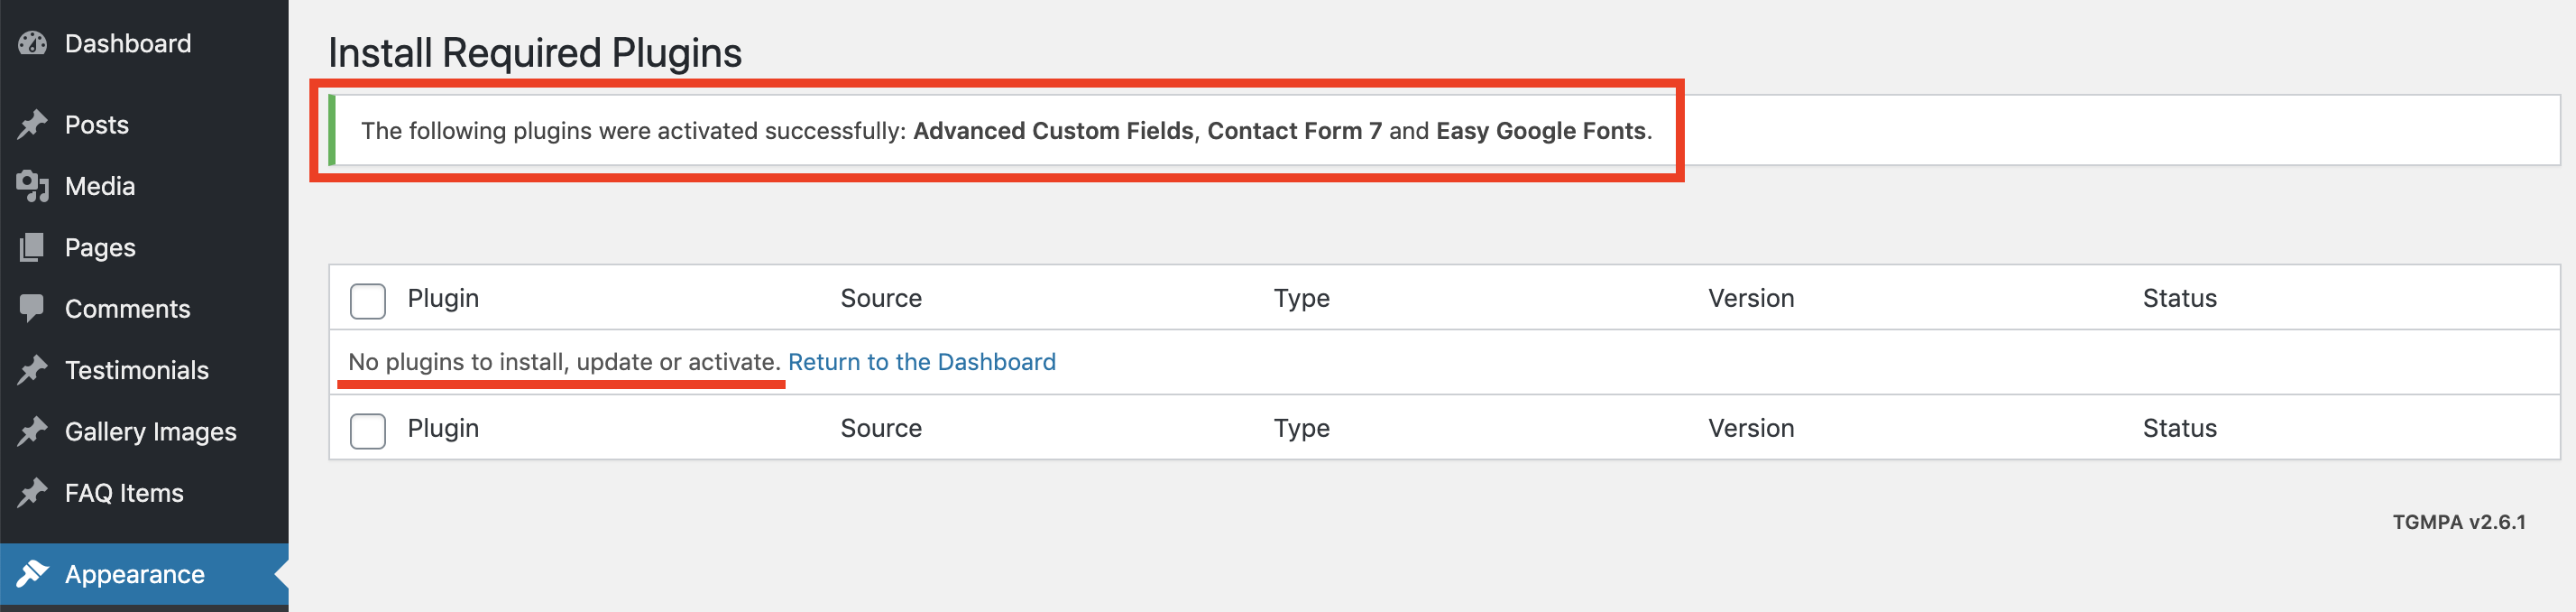 Dashboard
Posts
Media
Pages
Comments
Testimonials
Gallery Images
FAQ Items
Appearance
Install Required Plugins
The following plugins were activated successfully: Advanced Custom Fields, Contact Form 7 and Easy Google Fonts.
Plugin Source Type Version Status
No plugins to install, update or activate. Return to the Dashboard
Plugin Source Type Version Status
TGMPA v2.6.1